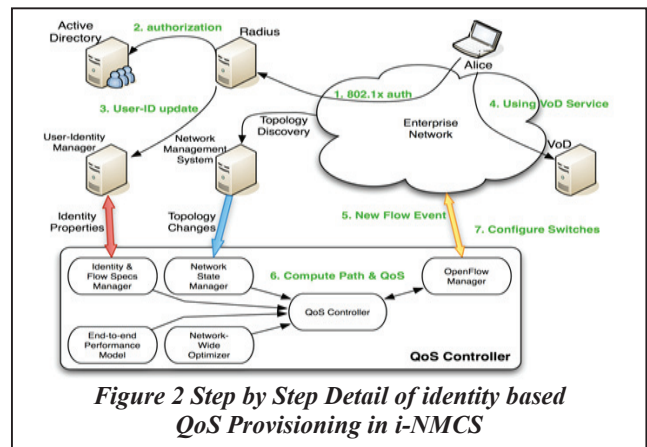 Active
Directory
2. authorization
Radius
Alice
1. 802.1x auth
3. User-ID update
Topology
Discovery
Enterprise
Network
4. Using VoD Service
VoD
User-Identity
Manager
Network
Management
System
Identity
Properties
Topology
Changes
5. New Flow Event
7. Configure Switches
Identity &
Flow Specs
Manager
Network
State
Manager
6. Compute Path & QoS
OpenFlow
Manager
QoS Controller
End-to-end
Performance
Model
Network-
Wide
Optimizer
QoS Controller
Figure 2 Step by Step Detail of identity based
QoS Provisioning in i-NMCS